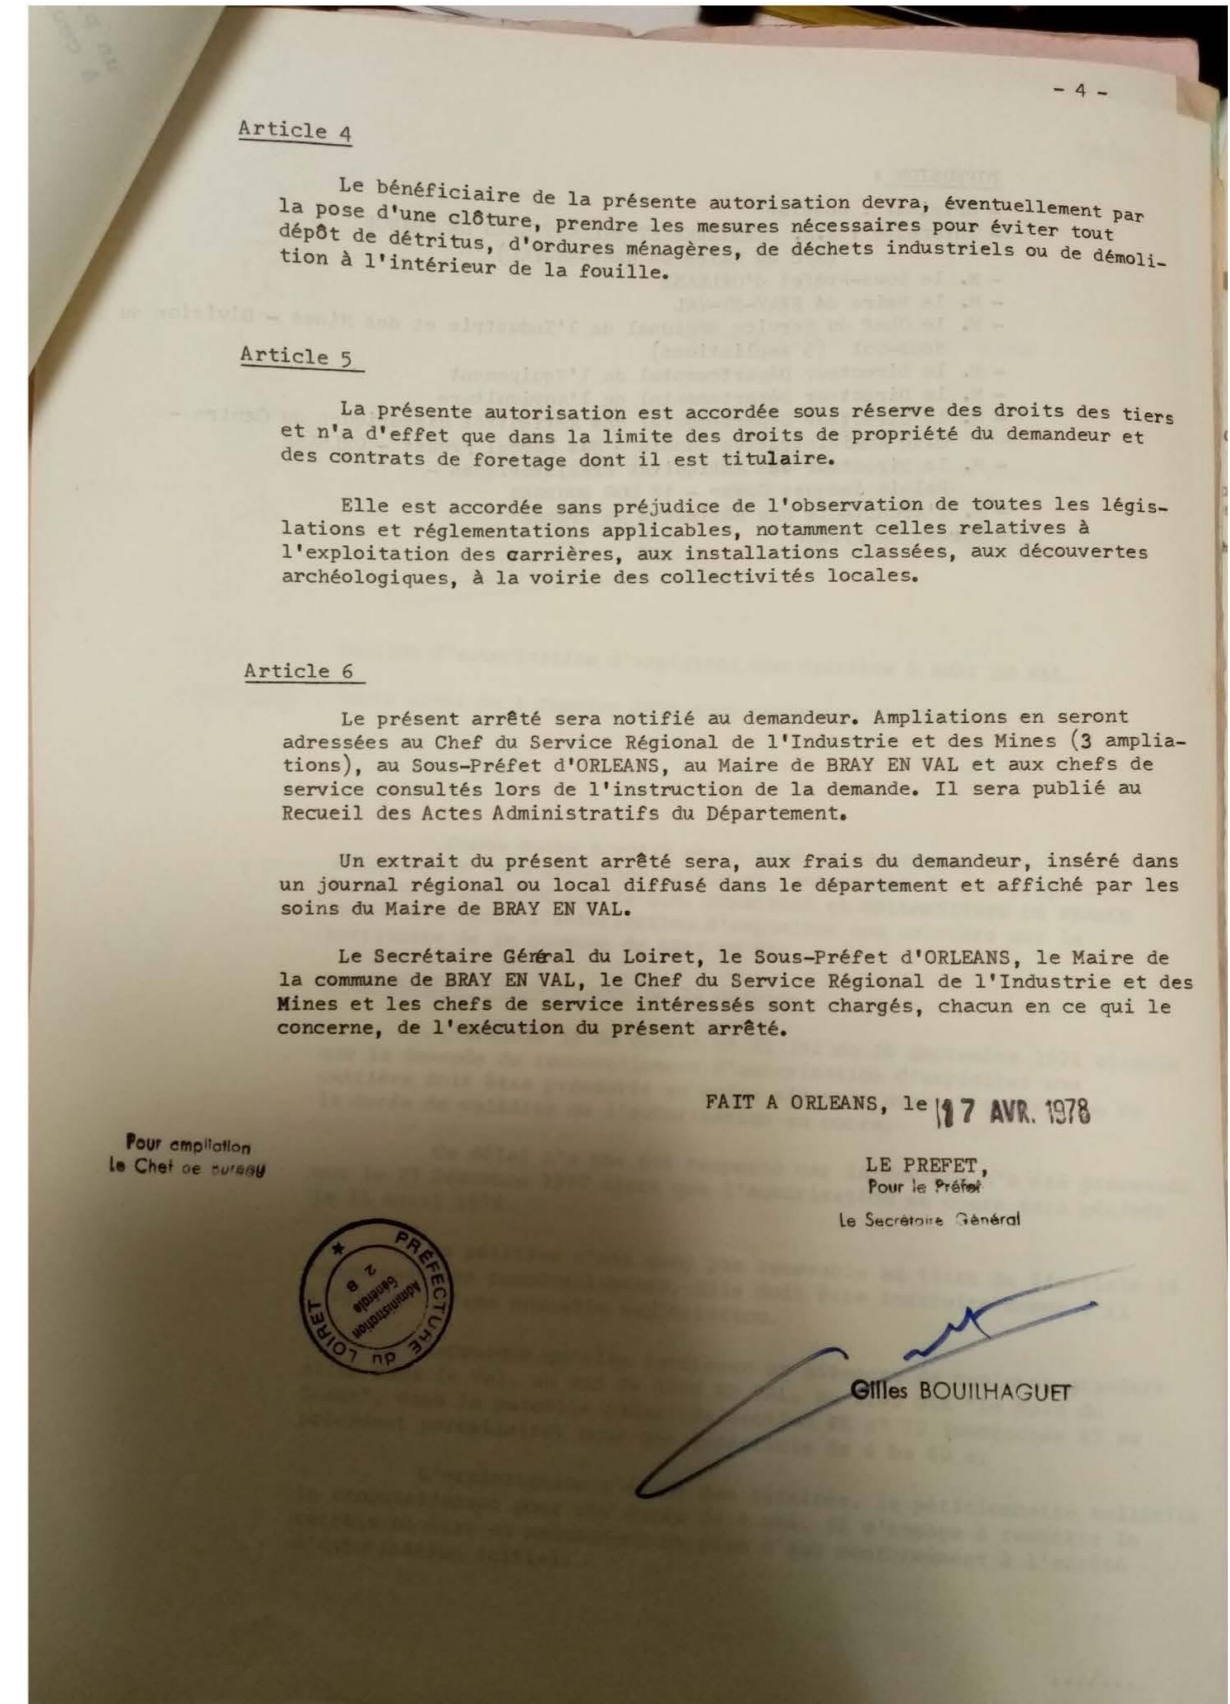 - 4 -
Article 4
Le bénéficiaire de la présente autorisation devra, éventuellement par
la pose d'une clôture, prendre les mesures nécessaires pour éviter tout
dépôt de détritus, d'ordures ménagères, de déchets industriels ou de démoli-
tion à l'intérieur de la fouille.
Article 5
La présente autorisation est accordée sous réserve des droits des tiers
et n'a d'effet que dans la limite des droits de propriété du demandeur et
des contrats de foretage dont il est titulaire.
Elle est accordée sans préjudice de l'observation de toutes les légis-
lations et réglementations applicables, notamment celles relatives à
l'exploitation des carrières, aux installations classées, aux découvertes
archéologiques, à la voirie des collectivités locales.
Article 6
Le présent arrêté sera notifié au demandeur. Ampliations en seront
adressées au Chef du Service Régional de l'Industrie et des Mines (3 amplia-
tions), au Sous-Préfet d'ORLEANS, au Maire de BRAY EN VAL et aux chefs de
service consultés lors de l'instruction de la demande. Il sera publié au
Recueil des Actes Administratifs du Département.
Un extrait du présent arrêté sera, aux frais du demandeur, inséré dans
un journal régional ou local diffusé dans le département et affiché par les
soins du Maire de BRAY EN VAL.
Le Secrétaire Général du Loiret, le Sous-Préfet d'ORLEANS, le Maire de
la commune de BRAY EN VAL, le Chef du Service Régional de l'Industrie et des
Mines et les chefs de service intéressés sont chargés, chacun en ce qui le
concerne, de l'exécution du présent arrêté.
FAIT A ORLEANS, le 17 AVR. 1978
Pour ampliation
Le Chef de Bureau
LE PREFET,
Pour le Préfet
Le Secrétaire Général
PRÉFECTURE du LOIRET
Administration
Générale
2 B
Gilles BOUILHAGUET